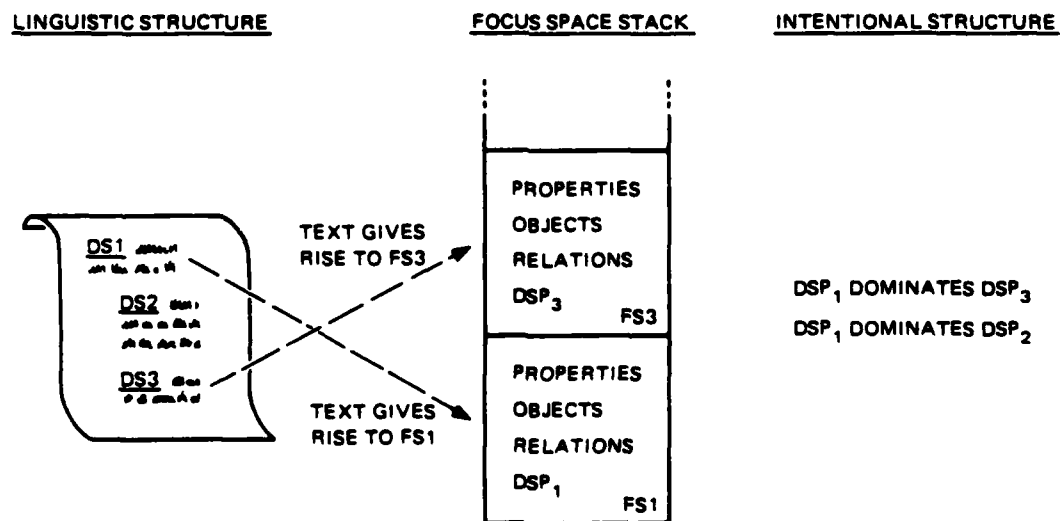 LINGUISTIC STRUCTURE
FOCUS SPACE STACK
INTENTIONAL STRUCTURE
DS1
DS2
DS3
TEXT GIVES
RISE TO FS3
TEXT GIVES
RISE TO FS1
PROPERTIES
OBJECTS
RELATIONS
DSP₃
FS3
PROPERTIES
OBJECTS
RELATIONS
DSP₁
FS1
DSP₁ DOMINATES DSP₃
DSP₁ DOMINATES DSP₂